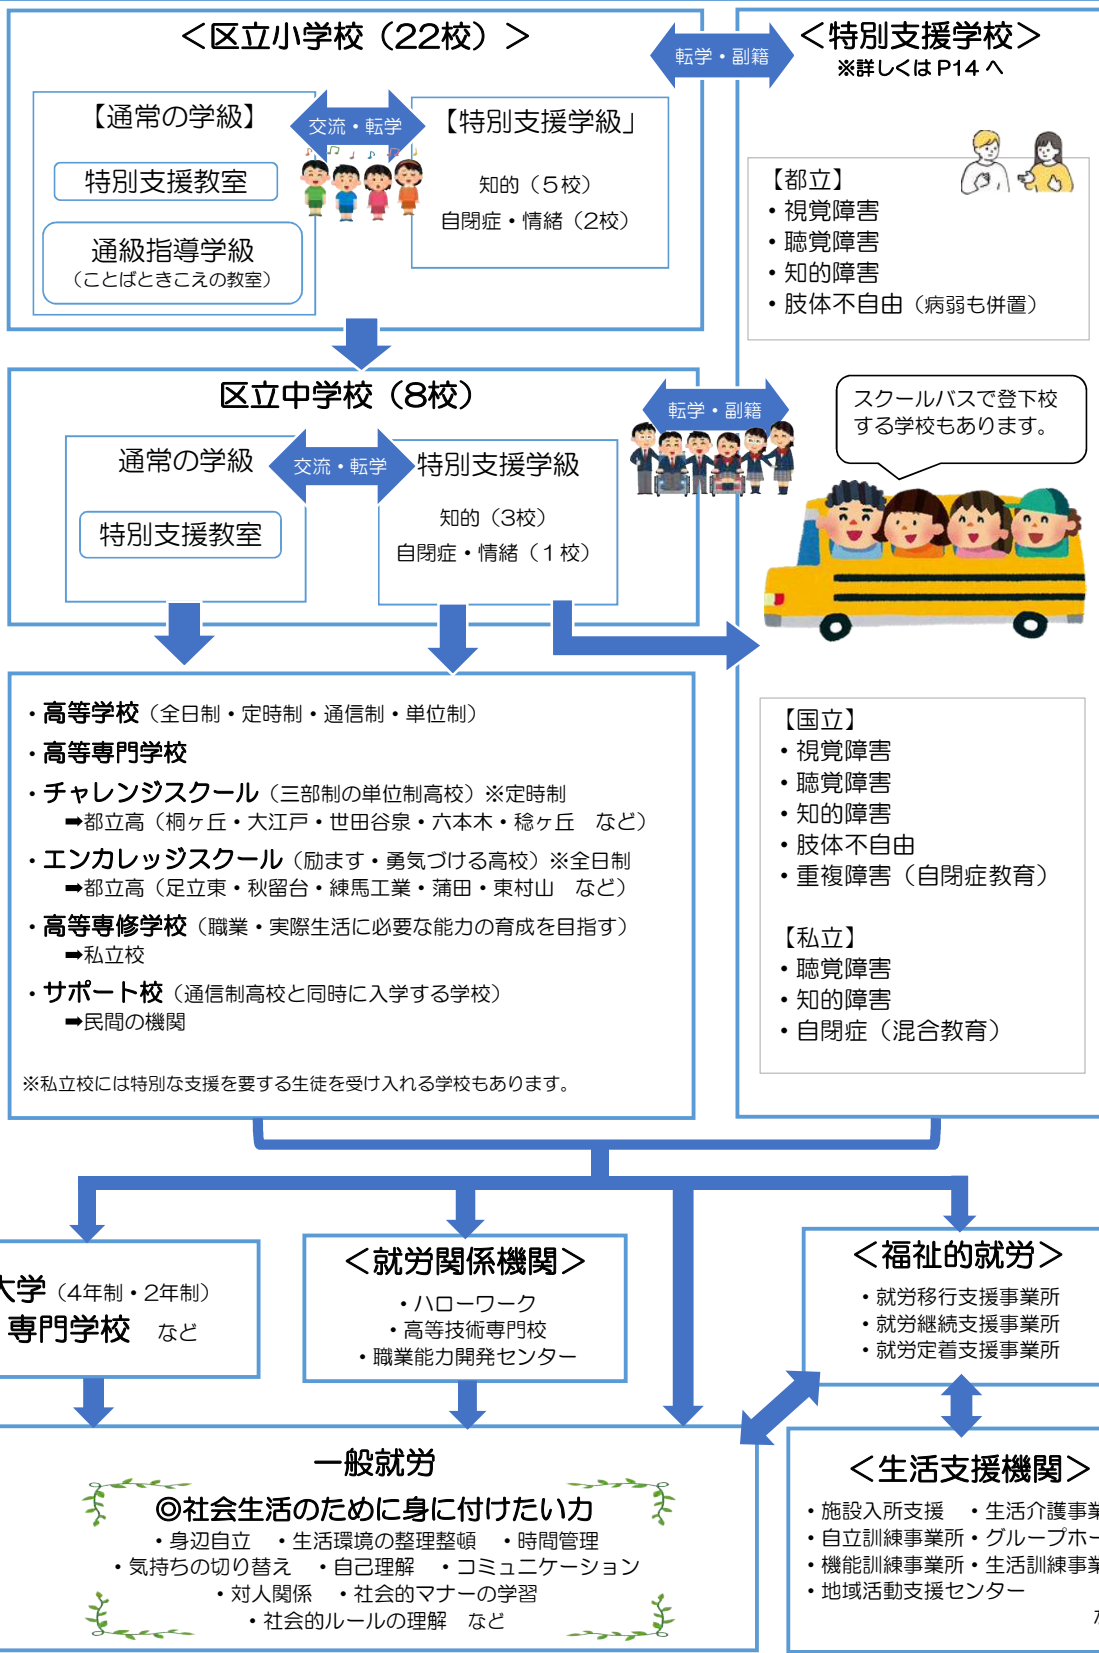 ＜区立小学校（22校）＞
転学・副籍
＜特別支援学校＞
※詳しくは P14 へ
【通常の学級】
交流・転学
【特別支援学級」
特別支援教室
知的（5校）
自閉症・情緒（2校）
通級指導学級
（ことばときこえの教室）
【都立】
・視覚障害
・聴覚障害
・知的障害
・肢体不自由（病弱も併置）
区立中学校（8校）
転学・副籍
スクールバスで登下校
する学校もあります。
通常の学級
交流・転学
特別支援学級
特別支援教室
知的（3校）
自閉症・情緒（1校）
・高等学校（全日制・定時制・通信制・単位制）
・高等専門学校
・チャレンジスクール（三部制の単位制高校）※定時制
➡都立高（桐ヶ丘・大江戸・世田谷泉・六本木・稔ヶ丘　など）
・エンカレッジスクール（励ます・勇気づける高校）※全日制
➡都立高（足立東・秋留台・練馬工業・蒲田・東村山　など）
・高等専修学校（職業・実際生活に必要な能力の育成を目指す）
➡私立校
・サポート校（通信制高校と同時に入学する学校）
➡民間の機関
※私立校には特別な支援を要する生徒を受け入れる学校もあります。
【国立】
・視覚障害
・聴覚障害
・知的障害
・肢体不自由
・重複障害（自閉症教育）
【私立】
・聴覚障害
・知的障害
・自閉症（混合教育）
大学（4年制・2年制）
専門学校　など
＜就労関係機関＞
・ハローワーク
・高等技術専門校
・職業能力開発センター
＜福祉的就労＞
・就労移行支援事業所
・就労継続支援事業所
・就労定着支援事業所
一般就労
◎社会生活のために身に付けたい力
・身辺自立　・生活環境の整理整頓　・時間管理
・気持ちの切り替え　・自己理解　・コミュニケーション
・対人関係　・社会的マナーの学習
・社会的ルールの理解　など
＜生活支援機関＞
・施設入所支援　・生活介護事業
・自立訓練事業所・グループホー
・機能訓練事業所・生活訓練事業
・地域活動支援センター